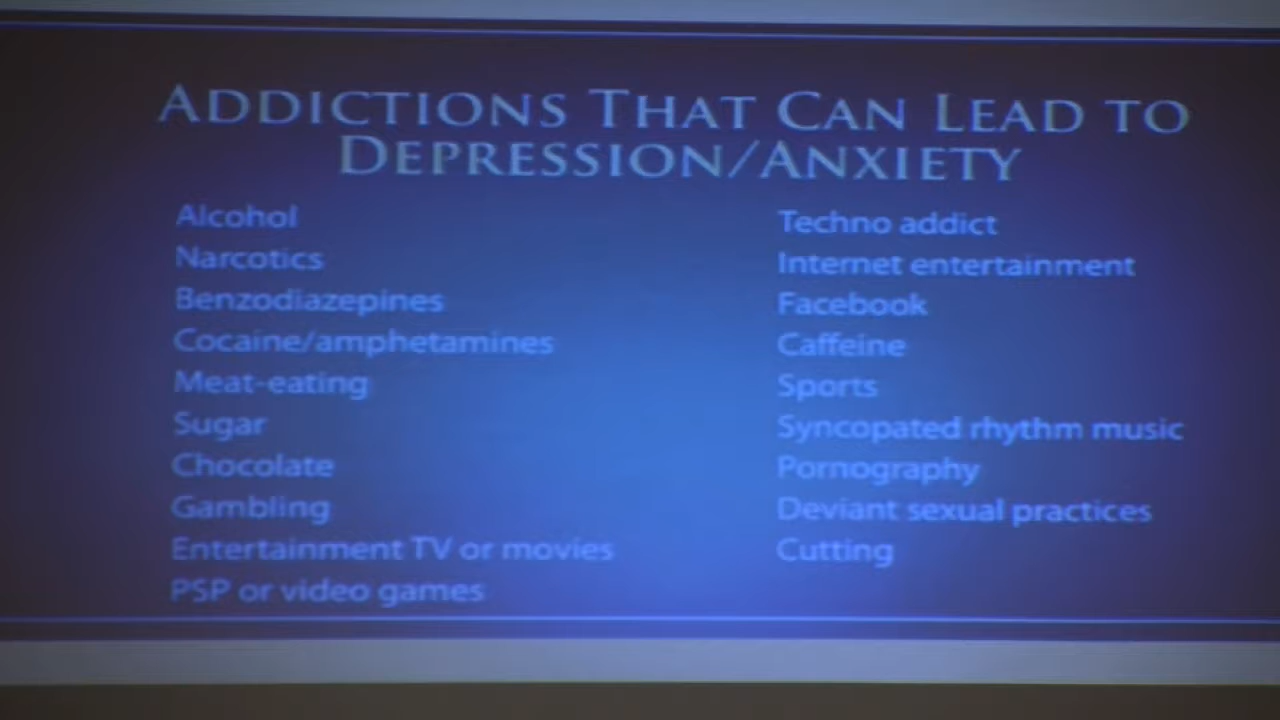 ADDICTIONS THAT CAN LEAD TO
DEPRESSION/ANXIETY
Alcohol
Narcotics
Benzodiazepines
Cocaine/amphetamines
Meat-eating
Sugar
Chocolate
Gambling
Entertainment TV or movies
PSP or video games
Techno addict
Internet entertainment
Facebook
Caffeine
Sports
Syncopated rhythm music
Pornography
Deviant sexual practices
Cutting